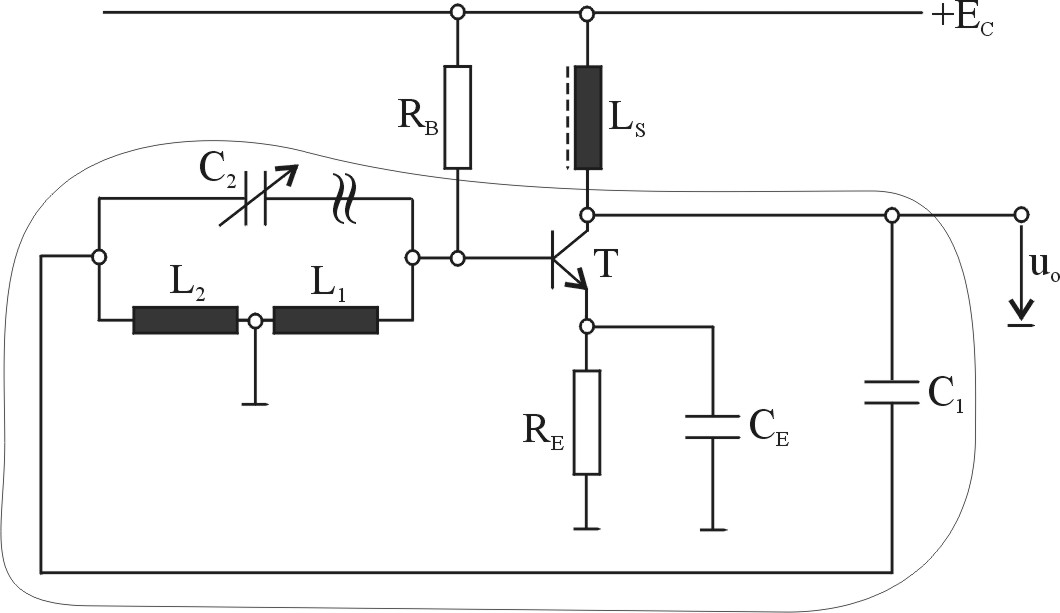 +E_C
R_B
L_S
C_2
T
u_o
L_2
L_1
C_1
R_E
C_E